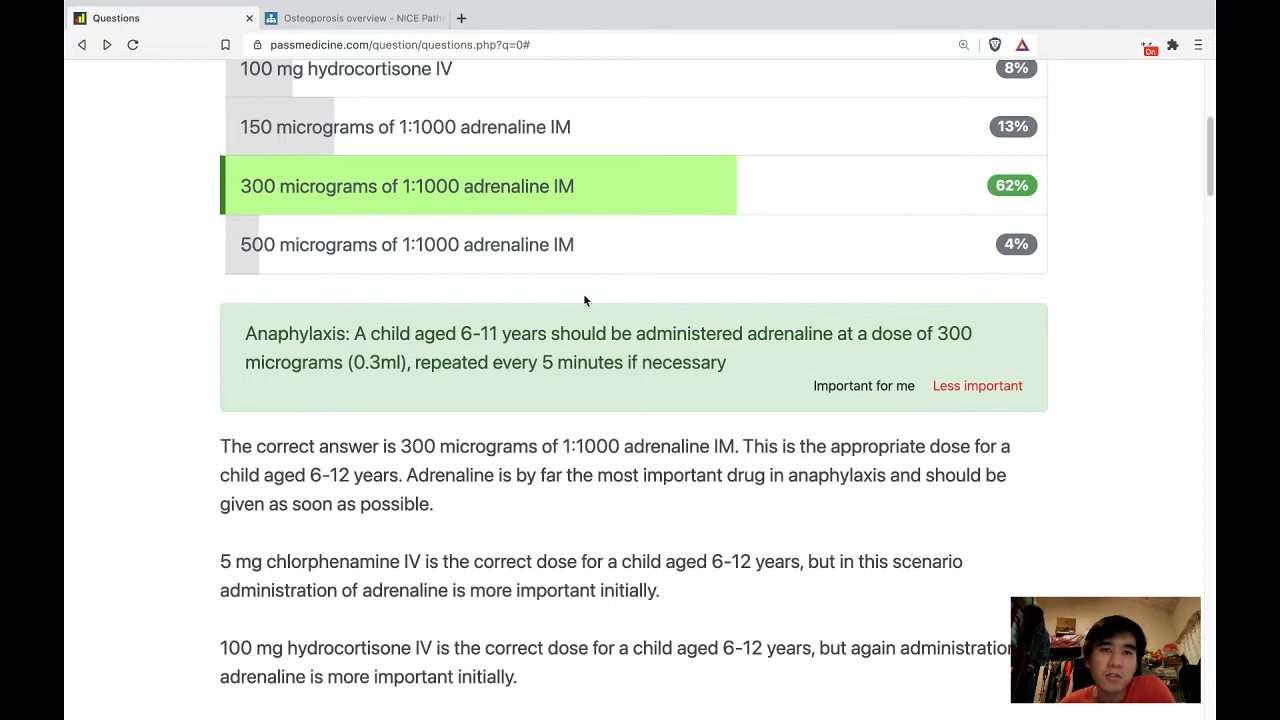 Questions
Osteoporosis overview - NICE Path
passmedicine.com/question/questions.php?q=0#
On
100 mg hydrocortisone IV
8%
150 micrograms of 1:1000 adrenaline IM
13%
300 micrograms of 1:1000 adrenaline IM
62%
500 micrograms of 1:1000 adrenaline IM
4%
Anaphylaxis: A child aged 6-11 years should be administered adrenaline at a dose of 300
micrograms (0.3ml), repeated every 5 minutes if necessary
Important for me Less important
The correct answer is 300 micrograms of 1:1000 adrenaline IM. This is the appropriate dose for a
child aged 6-12 years. Adrenaline is by far the most important drug in anaphylaxis and should be
given as soon as possible.
5 mg chlorphenamine IV is the correct dose for a child aged 6-12 years, but in this scenario
administration of adrenaline is more important initially.
100 mg hydrocortisone IV is the correct dose for a child aged 6-12 years, but again administration
adrenaline is more important initially.